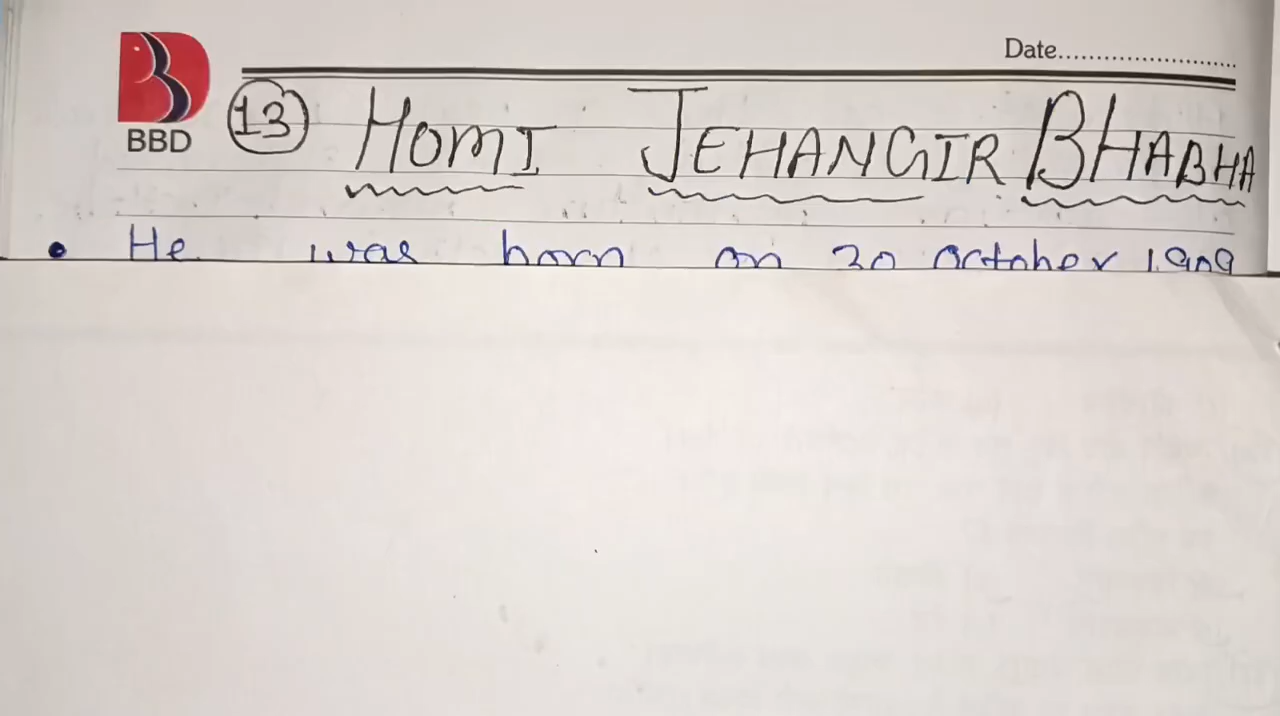 Date........................
BBD
13 HOMI JEHANGIR BHABHA
• He was born on 30 october 1909